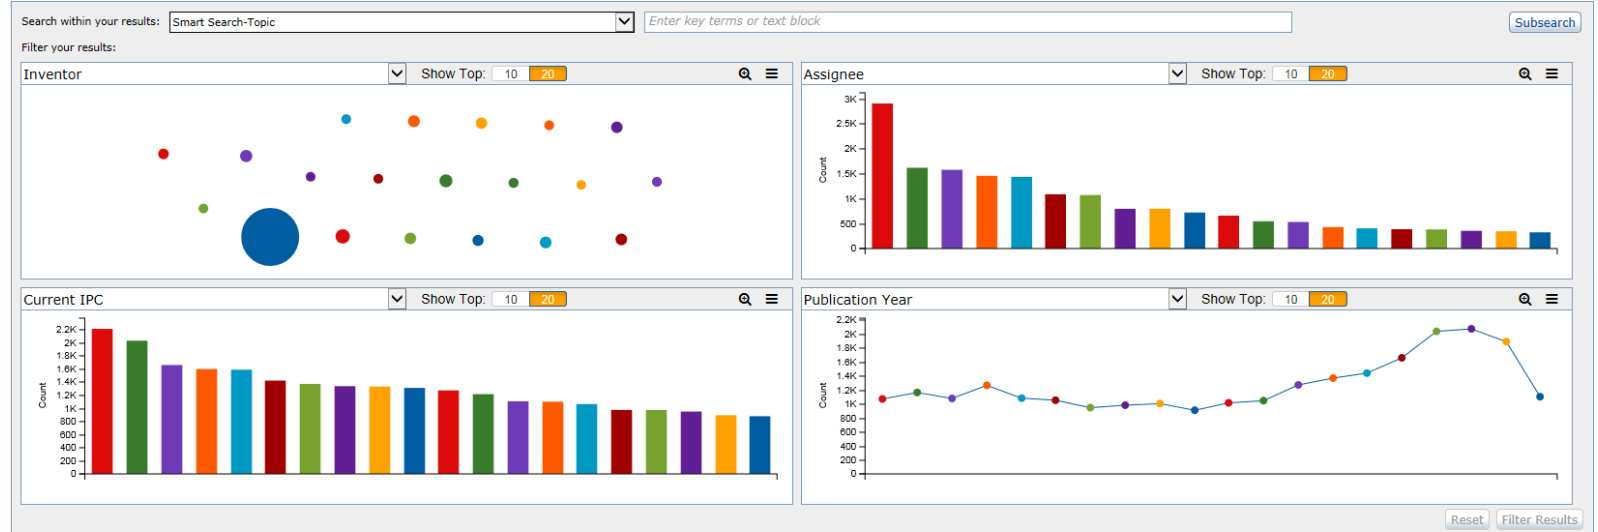 Search within your results: Smart Search-Topic Enter key terms or text block Subsearch
Filter your results:
Inventor Show Top: 10 20
Assignee Show Top: 10 20
3K
2.5K
2K
1.5K
1K
500
0
Count
Current IPC Show Top: 10 20
2.2K
2K
1.8K
1.6K
1.4K
1.2K
1K
800
600
400
200
0
Count
Publication Year Show Top: 10 20
2.2K
2K
1.8K
1.6K
1.4K
1.2K
1K
800
600
400
200
0
Count
Reset Filter Results